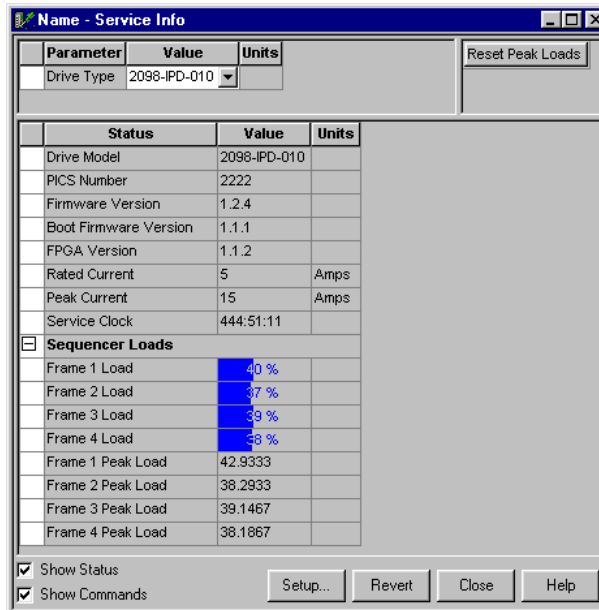 Name - Service Info
Parameter Value Units
Drive Type 2098-IPD-010
Reset Peak Loads
Status Value Units
Drive Model 2098-IPD-010
PICS Number 2222
Firmware Version 1.2.4
Boot Firmware Version 1.1.1
FPGA Version 1.1.2
Rated Current 5 Amps
Peak Current 15 Amps
Service Clock 444:51:11
Sequencer Loads
Frame 1 Load 40 %
Frame 2 Load 37 %
Frame 3 Load 39 %
Frame 4 Load 38 %
Frame 1 Peak Load 42.9333
Frame 2 Peak Load 38.2933
Frame 3 Peak Load 39.1467
Frame 4 Peak Load 38.1867
Show Status
Show Commands
Setup... Revert Close Help